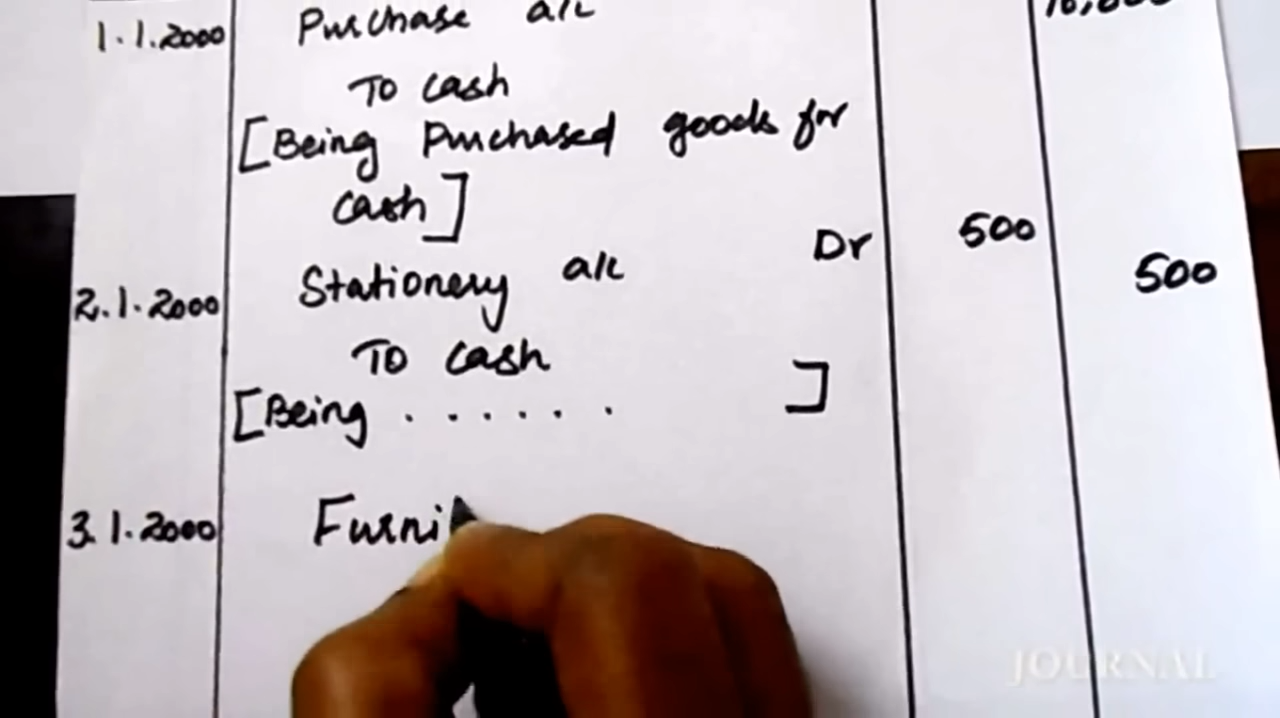 1.1.2000 Purchase a/c
To cash
[Being Purchased goods for
cash]
2.1.2000 Stationery a/c Dr 500
To cash 500
[Being . . . . . . ]
3.1.2000 Furni
JOURNAL